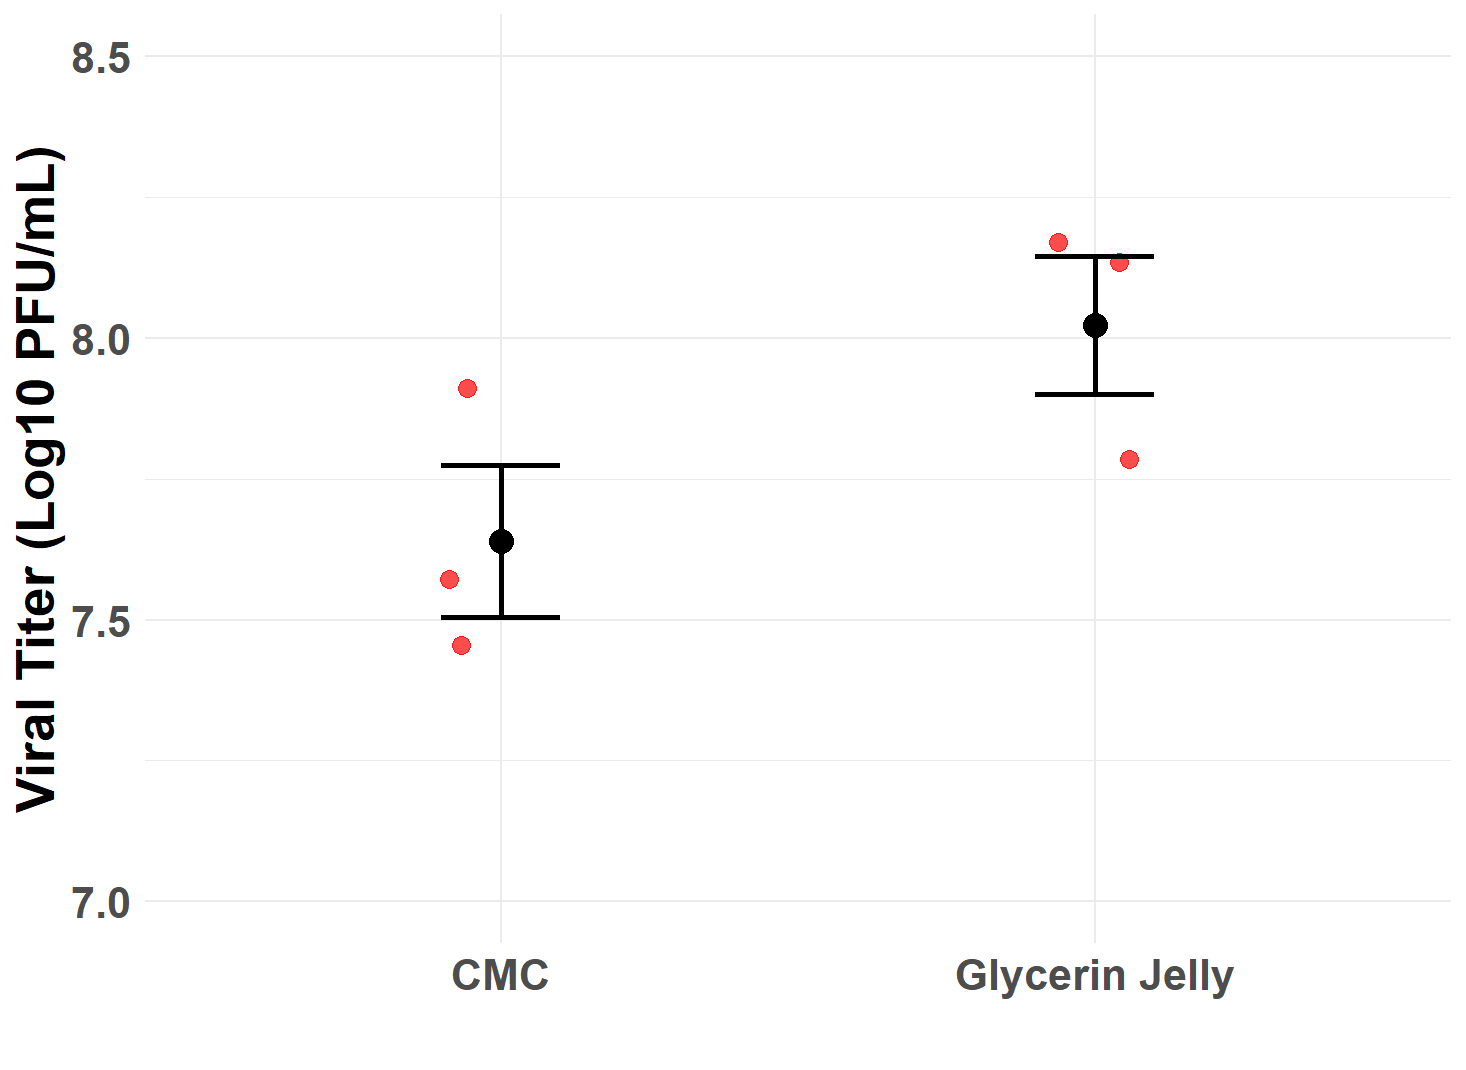 Viral Titer (Log10 PFU/mL)
8.5
8.0
7.5
7.0
CMC
Glycerin Jelly